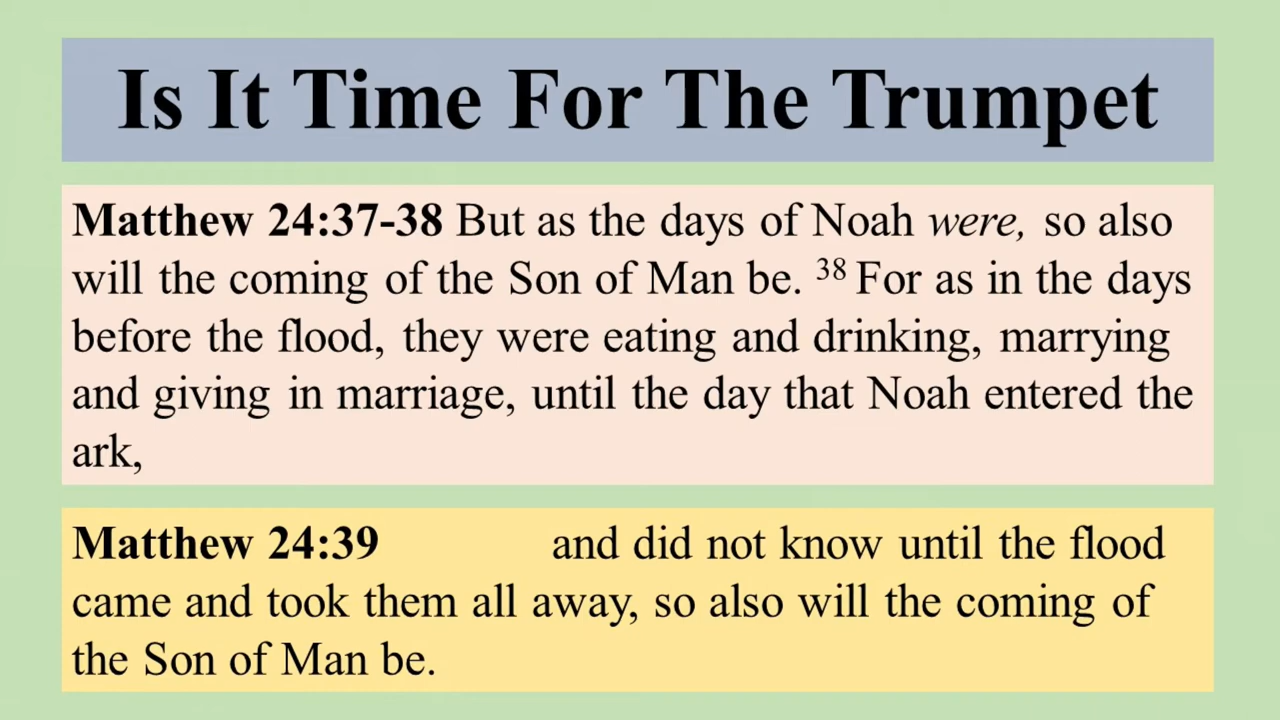 Is It Time For The Trumpet
Matthew 24:37-38 But as the days of Noah were, so also
will the coming of the Son of Man be. 38 For as in the days
before the flood, they were eating and drinking, marrying
and giving in marriage, until the day that Noah entered the
ark,
Matthew 24:39 and did not know until the flood
came and took them all away, so also will the coming of
the Son of Man be.